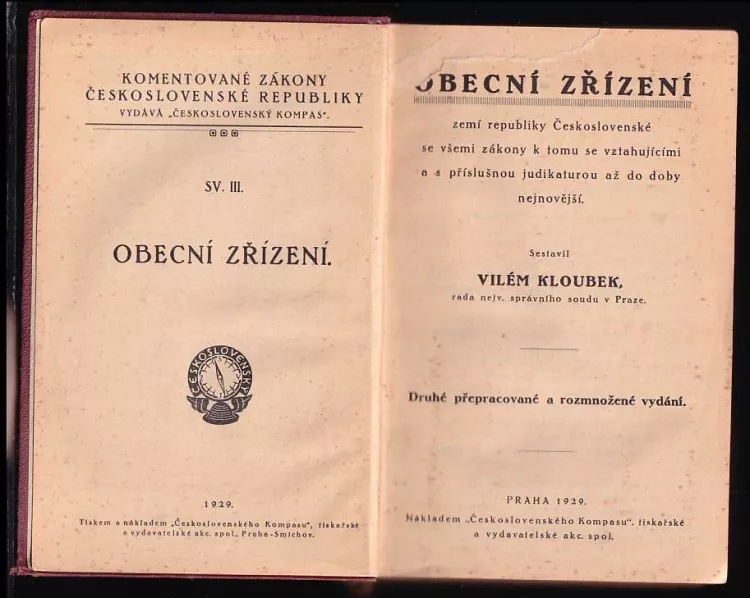 KOMENTOVANÉ ZÁKONY
ČESKOSLOVENSKÉ REPUBLIKY
VYDÁVÁ „ČESKOSLOVENSKÝ KOMPAS".
SV. III.
OBECNÍ ZŘÍZENÍ.
ČESKOSLOVENSKÝ
1929.
Tiskem a nákladem „Československého Kompasu", tiskařské
a vydavatelské akc. spol., Praha-Smíchov.
OBECNÍ ZŘÍZENÍ
zemí republiky Československé
se všemi zákony k tomu se vztahujícími
a s příslušnou judikaturou až do doby
nejnovější.
Sestavil
VILÉM KLOUBEK,
rada nejv. správního soudu v Praze.
Druhé přepracované a rozmnožené vydání.
PRAHA 1929.
Nákladem „Československého Kompasu", tiskařské
a vydavatelské akc. spol.